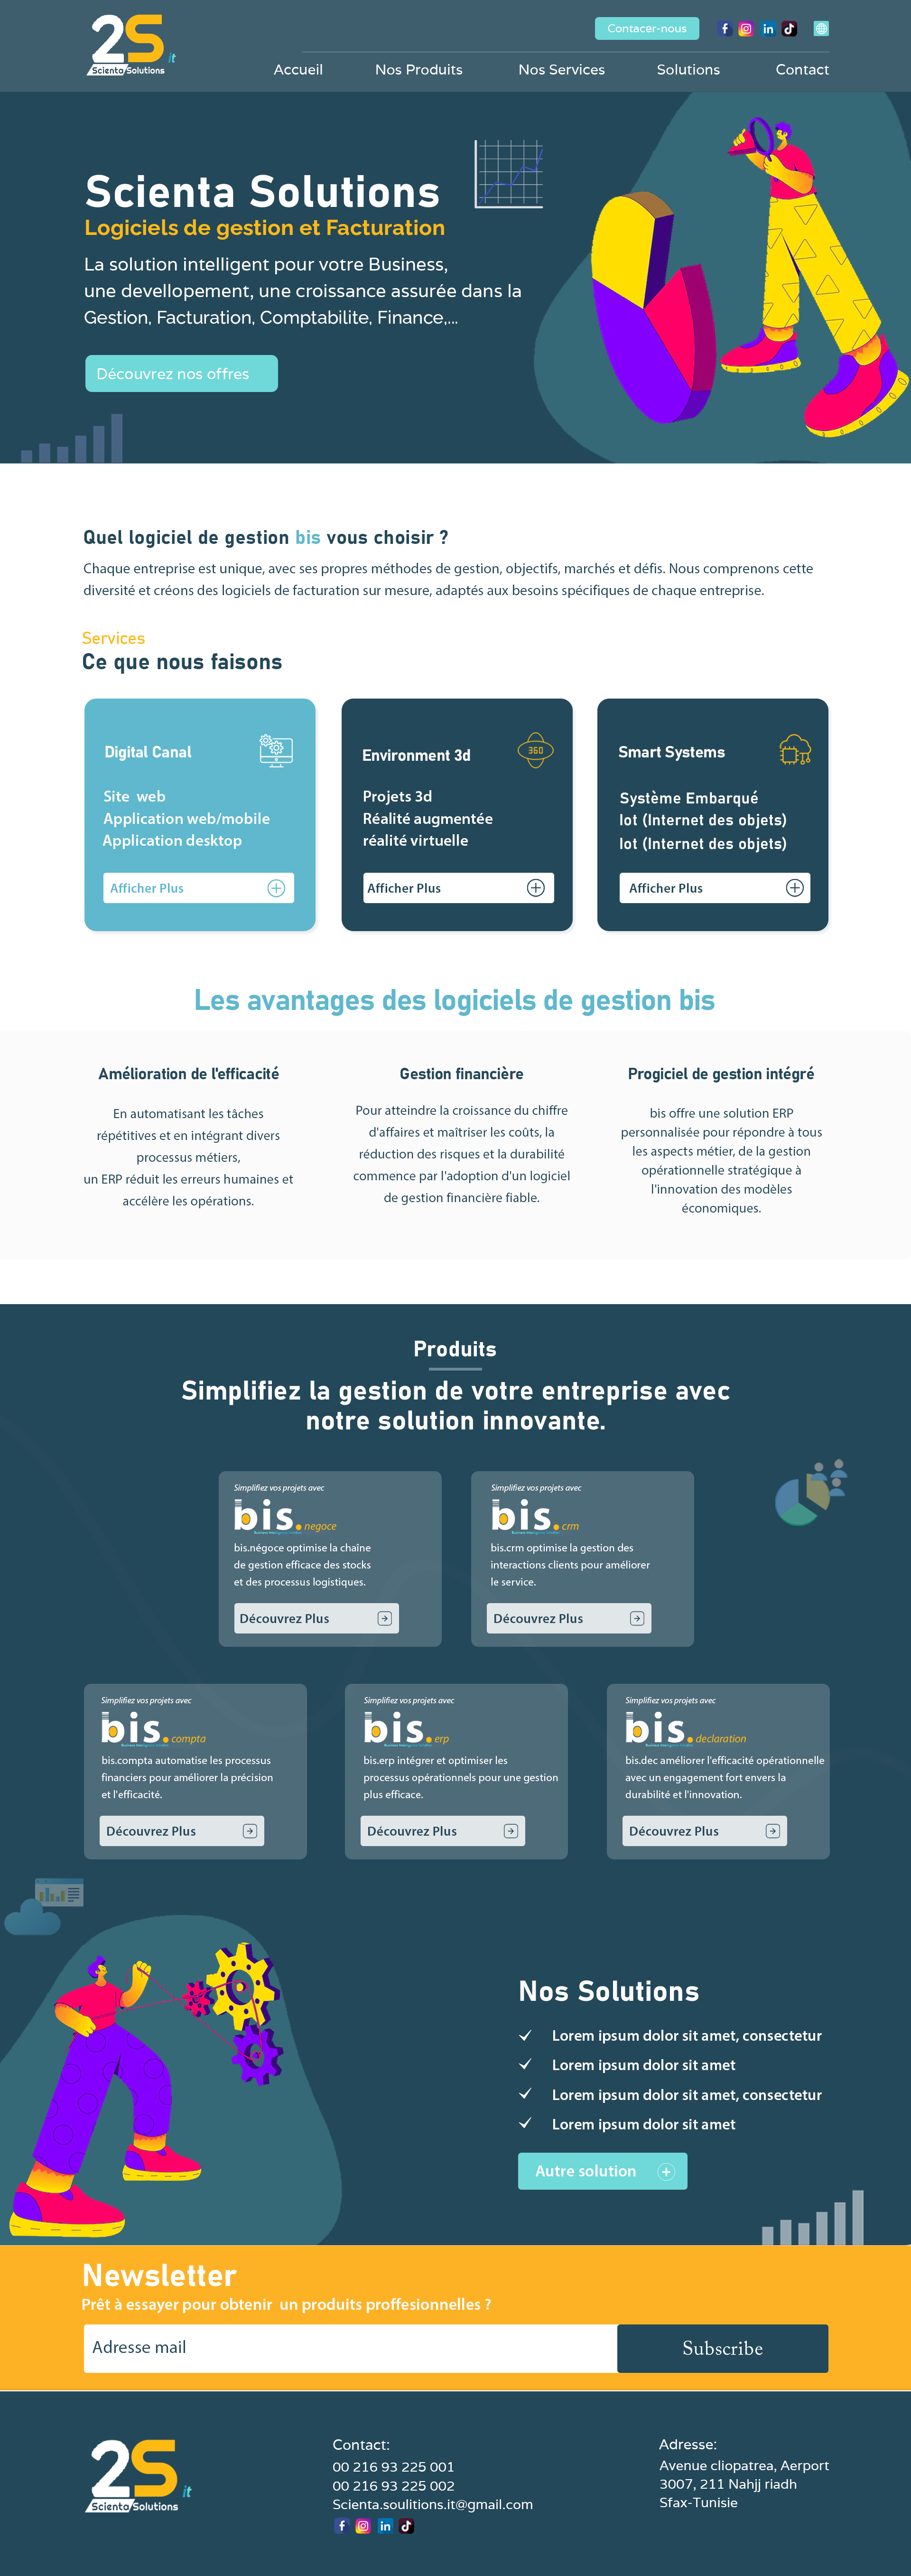 2S
it
Scienta Solutions
Contacer-nous
Accueil Nos Produits Nos Services Solutions Contact
Scienta Solutions
Logiciels de gestion et Facturation
La solution intelligent pour votre Business,
une devellopement, une croissance assurée dans la
Gestion, Facturation, Comptabilite, Finance,...
Découvrez nos offres
Quel logiciel de gestion bis vous choisir ?
Chaque entreprise est unique, avec ses propres méthodes de gestion, objectifs, marchés et défis. Nous comprenons cette
diversité et créons des logiciels de facturation sur mesure, adaptés aux besoins spécifiques de chaque entreprise.
Services
Ce que nous faisons
Digital Canal
Site web
Application web/mobile
Application desktop
Afficher Plus
Environment 3d
360
Projets 3d
Réalité augmentée
réalité virtuelle
Afficher Plus
Smart Systems
Système Embarqué
Iot (Internet des objets)
Iot (Internet des objets)
Afficher Plus
Les avantages des logiciels de gestion bis
Amélioration de l'efficacité
En automatisant les tâches
répétitives et en intégrant divers
processus métiers,
un ERP réduit les erreurs humaines et
accélère les opérations.
Gestion financière
Pour atteindre la croissance du chiffre
d'affaires et maîtriser les coûts, la
réduction des risques et la durabilité
commence par l'adoption d'un logiciel
de gestion financière fiable.
Progiciel de gestion intégré
bis offre une solution ERP
personnalisée pour répondre à tous
les aspects métier, de la gestion
opérationnelle stratégique à
l'innovation des modèles
économiques.
Produits
Simplifiez la gestion de votre entreprise avec
notre solution innovante.
Simplifiez vos projets avec
bis. negoce
bis.négoce optimise la chaîne
de gestion efficace des stocks
et des processus logistiques.
Découvrez Plus
Simplifiez vos projets avec
bis. crm
bis.crm optimise la gestion des
interactions clients pour améliorer
le service.
Découvrez Plus
Simplifiez vos projets avec
bis. compta
bis.compta automatise les processus
financiers pour améliorer la précision
et l'efficacité.
Découvrez Plus
Simplifiez vos projets avec
bis. erp
bis.erp intégrer et optimiser les
processus opérationnels pour une gestion
plus efficace.
Découvrez Plus
Simplifiez vos projets avec
bis. declaration
bis.dec améliorer l'efficacité opérationnelle
avec un engagement fort envers la
durabilité et l'innovation.
Découvrez Plus
Nos Solutions
Lorem ipsum dolor sit amet, consectetur
Lorem ipsum dolor sit amet
Lorem ipsum dolor sit amet, consectetur
Lorem ipsum dolor sit amet
Autre solution
Newsletter
Prêt à essayer pour obtenir un produits proffesionnelles ?
Adresse mail
Subscribe
2S
it
Scienta Solutions
Contact:
00 216 93 225 001
00 216 93 225 002
Scienta.soulitions.it@gmail.com
Adresse:
Avenue cliopatrea, Aerport
3007, 211 Nahjj riadh
Sfax-Tunisie